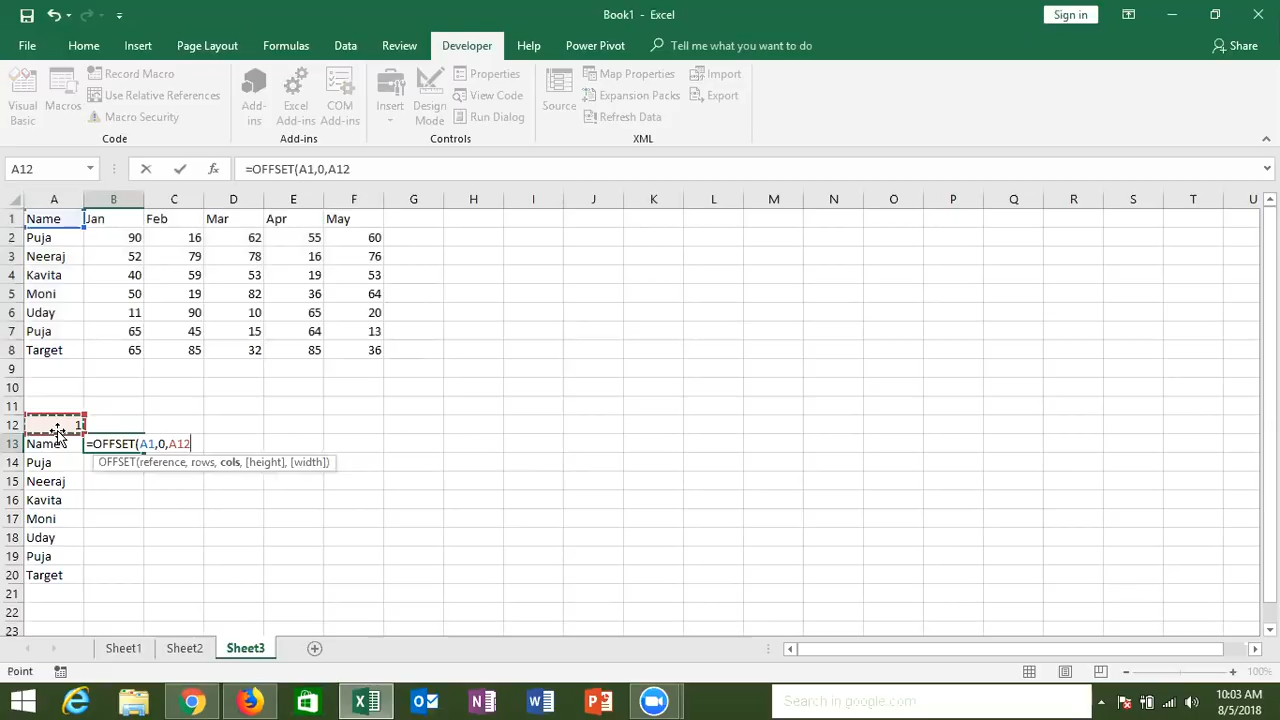 Book1 - Excel
Sign in
File Home Insert Page Layout Formulas Data Review Developer Help Power Pivot Tell me what you want to do Share
Visual Basic
Macros
Record Macro
Use Relative References
Macro Security
Code
Add-ins
Excel Add-ins
COM Add-ins
Add-ins
Insert
Design Mode
Properties
View Code
Run Dialog
Controls
Source
Map Properties
Expansion Packs
Refresh Data
Import
Export
XML
A12 fx =OFFSET(A1,0,A12
A B C D E F G H I J K L M N O P Q R S T U
1 Name Jan Feb Mar Apr May
2 Puja 90 16 62 55 60
3 Neeraj 52 79 78 16 76
4 Kavita 40 59 53 19 53
5 Moni 50 19 82 36 64
6 Uday 11 90 10 65 20
7 Puja 65 45 15 64 13
8 Target 65 85 32 85 36
9
10
11
12 1
13 Name =OFFSET(A1,0,A12
14 Puja OFFSET(reference, rows, cols, [height], [width])
15 Neeraj
16 Kavita
17 Moni
18 Uday
19 Puja
20 Target
21
22
23
Sheet1 Sheet2 Sheet3
Point 100%
Search in google.com
10:03 AM
8/5/2018